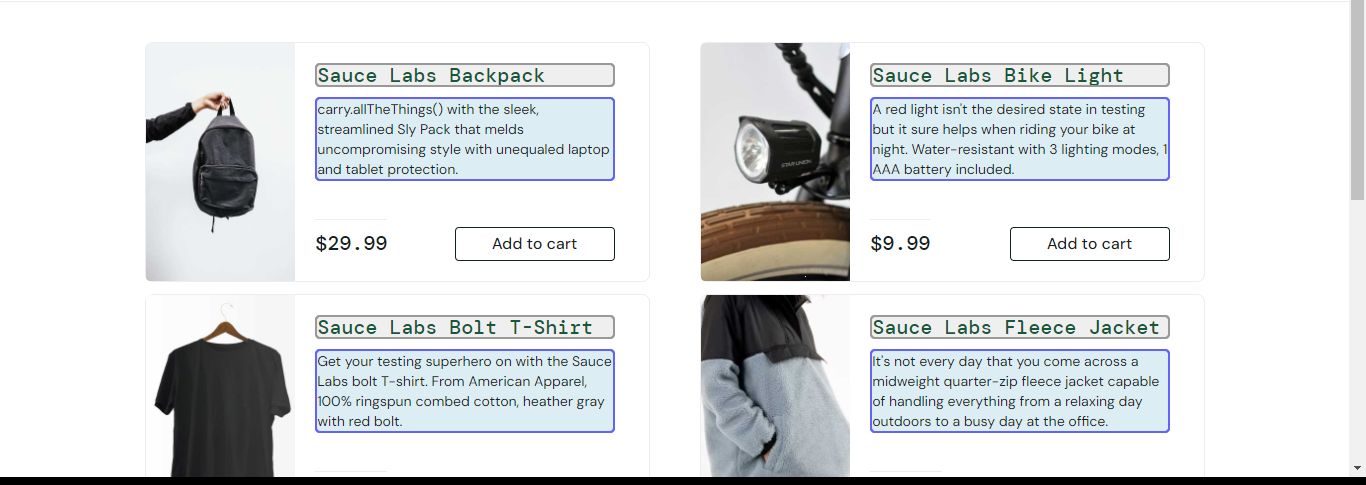 Sauce Labs Backpack
carry.allTheThings() with the sleek,
streamlined Sly Pack that melds
uncompromising style with unequaled laptop
and tablet protection.
$29.99
Add to cart
Sauce Labs Bike Light
A red light isn't the desired state in testing
but it sure helps when riding your bike at
night. Water-resistant with 3 lighting modes, 1
AAA battery included.
$9.99
Add to cart
STAR UNION
Sauce Labs Bolt T-Shirt
Get your testing superhero on with the Sauce
Labs bolt T-shirt. From American Apparel,
100% ringspun combed cotton, heather gray
with red bolt.
Sauce Labs Fleece Jacket
It's not every day that you come across a
midweight quarter-zip fleece jacket capable
of handling everything from a relaxing day
outdoors to a busy day at the office.